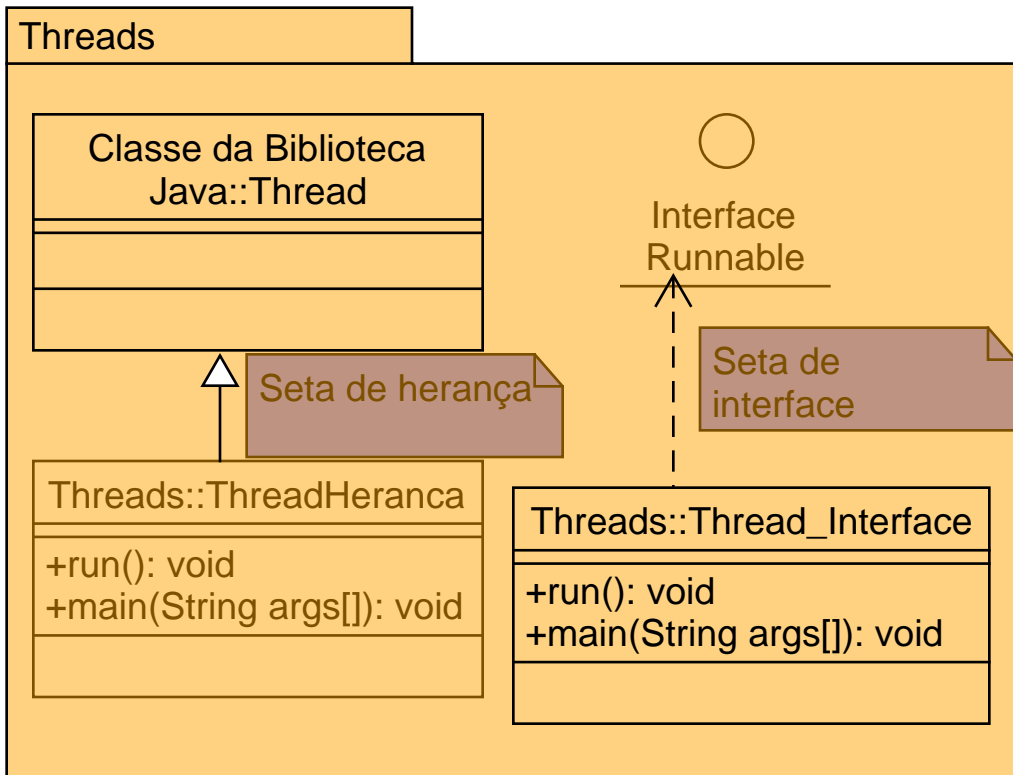 Threads
Classe da Biblioteca
Java::Thread
Interface
Runnable
Seta de herança
Seta de
interface
Threads::ThreadHeranca
+run(): void
+main(String args[]): void
Threads::Thread_Interface
+run(): void
+main(String args[]): void